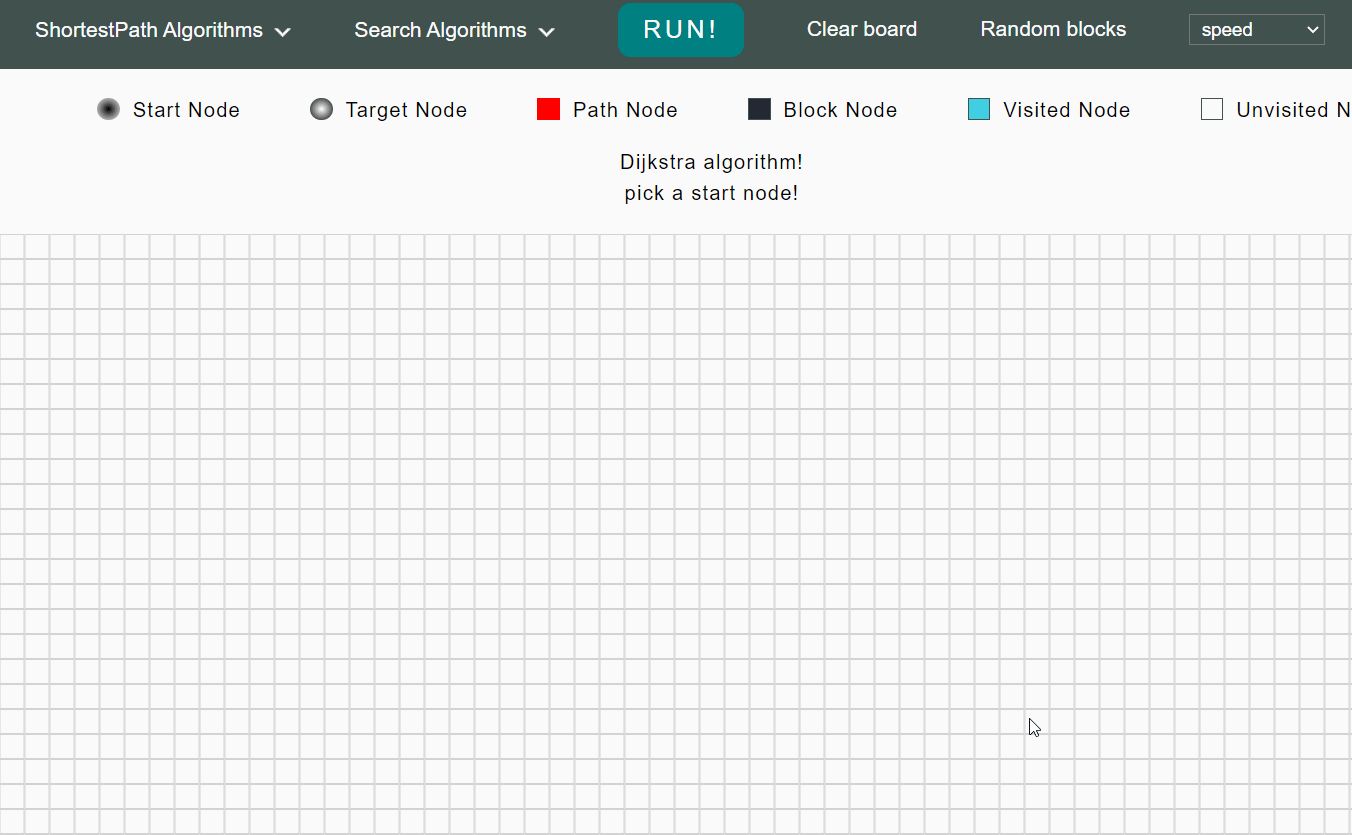 ShortestPath Algorithms Search Algorithms RUN! Clear board Random blocks speed
Start Node Target Node Path Node Block Node Visited Node Unvisited N
Dijkstra algorithm!
pick a start node!